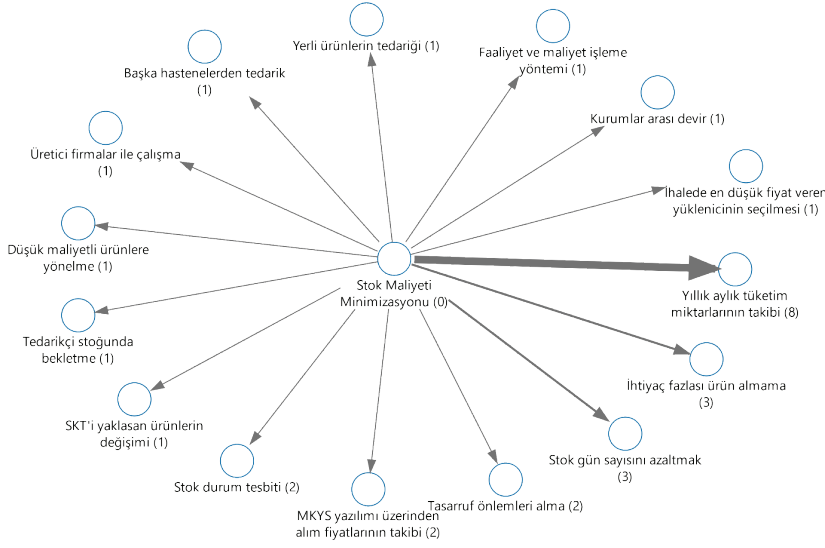 Yerli ürünlerin tedariği (1)
Faaliyet ve maliyet işleme
yöntemi (1)
Başka hastenelerden tedarik
(1)
Kurumlar arası devir (1)
Üretici firmalar ile çalışma
(1)
İhalede en düşük fiyat veren
yüklenicinin seçilmesi (1)
Düşük maliyetli ürünlere
yönelme (1)
Stok Maliyeti
Minimizasyonu (0)
Yıllık aylık tüketim
miktarlarının takibi (8)
Tedarikçi stoğunda
bekletme (1)
İhtiyaç fazlası ürün almama
(3)
SKT'i yaklasan ürünlerin
değişimi (1)
Stok gün sayısını azaltmak
(3)
Stok durum tesbiti (2)
Tasarruf önlemleri alma (2)
MKYS yazılımı üzerinden
alım fiyatlarının takibi (2)